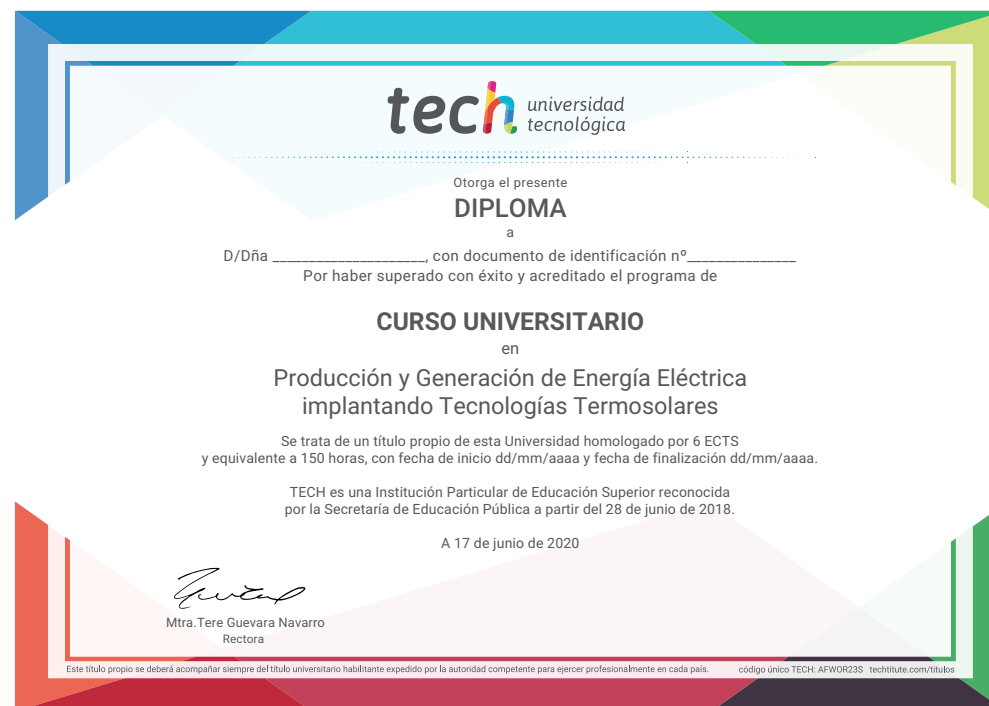 tech universidad
tecnológica
Otorga el presente
DIPLOMA
a
D/Dña ______________________, con documento de identificación nº_______________
Por haber superado con éxito y acreditado el programa de
CURSO UNIVERSITARIO
en
Producción y Generación de Energía Eléctrica
implantando Tecnologías Termosolares
Se trata de un título propio de esta Universidad homologado por 6 ECTS
y equivalente a 150 horas, con fecha de inicio dd/mm/aaaa y fecha de finalización dd/mm/aaaa.
TECH es una Institución Particular de Educación Superior reconocida
por la Secretaría de Educación Pública a partir del 28 de junio de 2018.
A 17 de junio de 2020
Mtra.Tere Guevara Navarro
Rectora
Este título propio se deberá acompañar siempre del título universitario habilitante expedido por la autoridad competente para ejercer profesionalmente en cada país. código único TECH: AFWOR23S techtitute.com/titulos